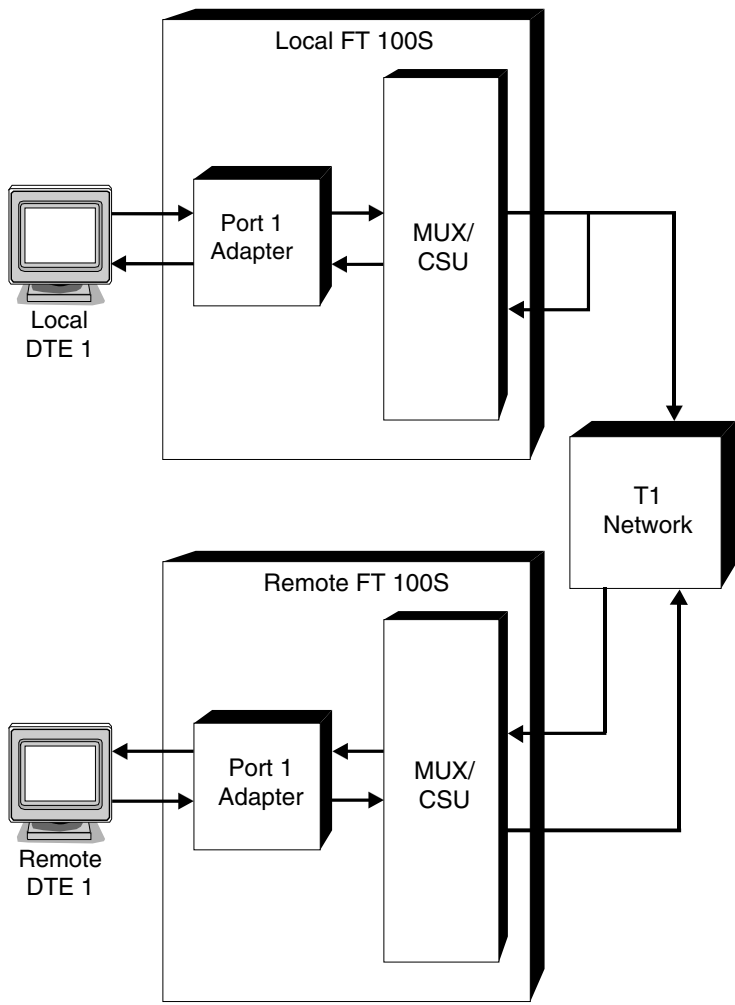 Local FT 100S
Port 1
Adapter
MUX/
CSU
Local
DTE 1
T1
Network
Remote FT 100S
Port 1
Adapter
MUX/
CSU
Remote
DTE 1